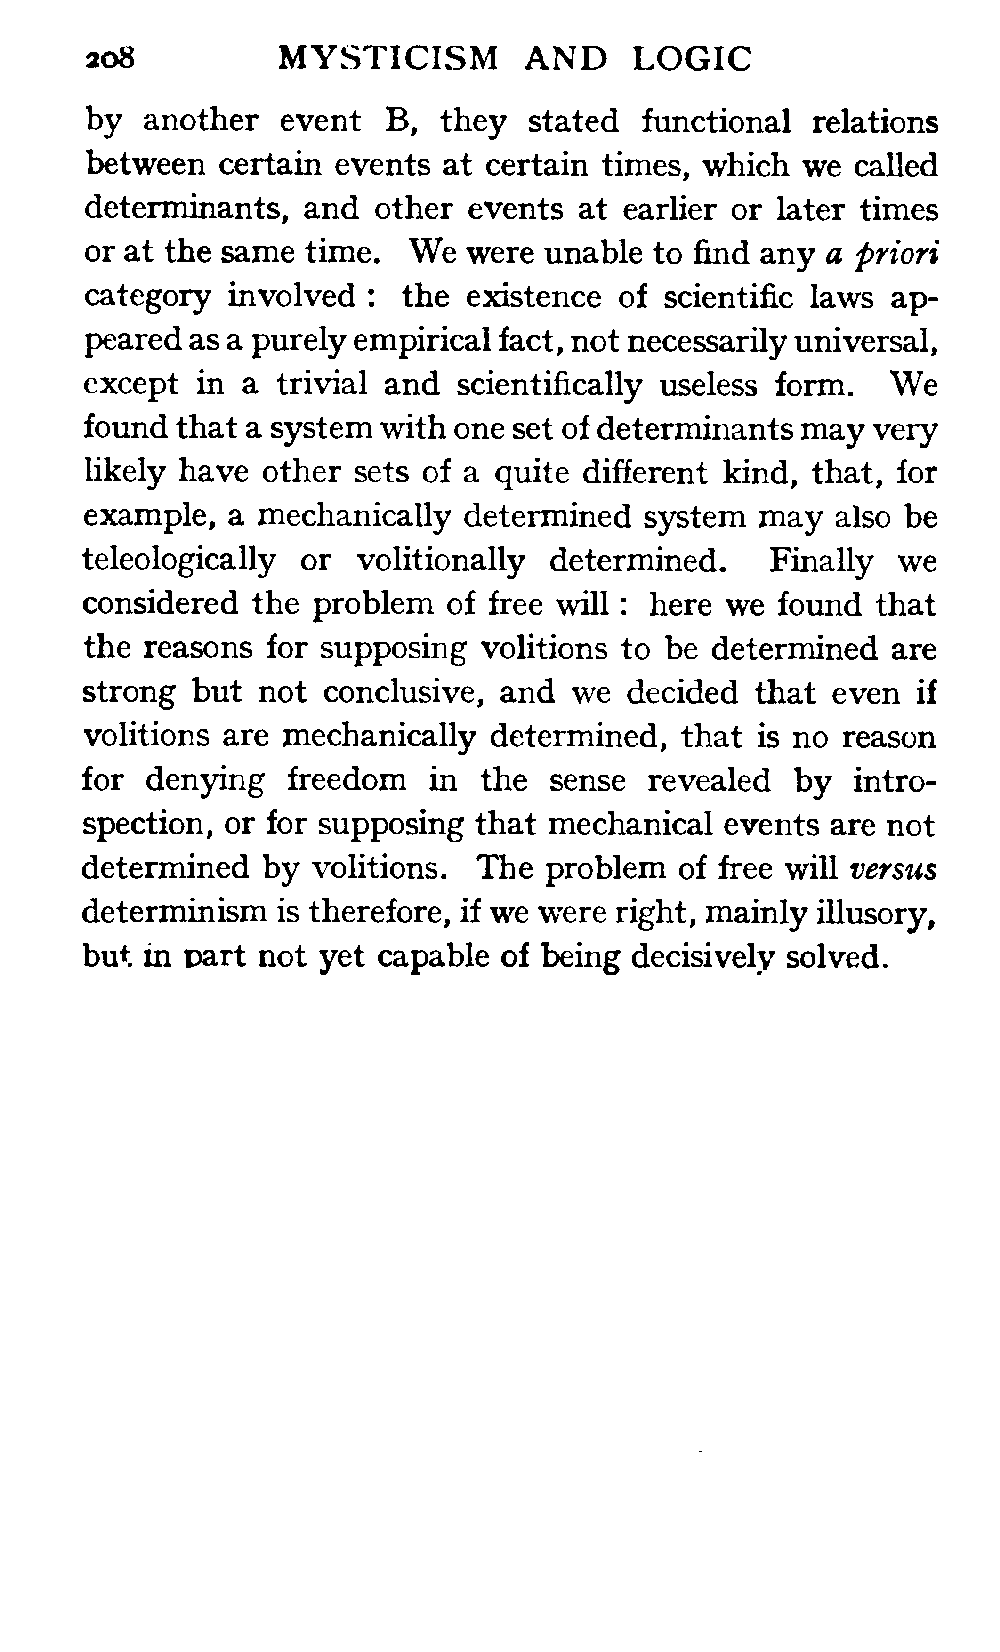 208 MYSTICISM AND LOGIC
by another event B, they stated functional relations
between certain events at certain times, which we called
determinants, and other events at earlier or later times
or at the same time. We were unable to find any a priori
category involved : the existence of scientific laws ap-
peared as a purely empirical fact, not necessarily universal,
except in a trivial and scientifically useless form. We
found that a system with one set of determinants may very
likely have other sets of a quite different kind, that, for
example, a mechanically determined system may also be
teleologically or volitionally determined. Finally we
considered the problem of free will : here we found that
the reasons for supposing volitions to be determined are
strong but not conclusive, and we decided that even if
volitions are mechanically determined, that is no reason
for denying freedom in the sense revealed by intro-
spection, or for supposing that mechanical events are not
determined by volitions. The problem of free will versus
determinism is therefore, if we were right, mainly illusory,
but in part not yet capable of being decisively solved.